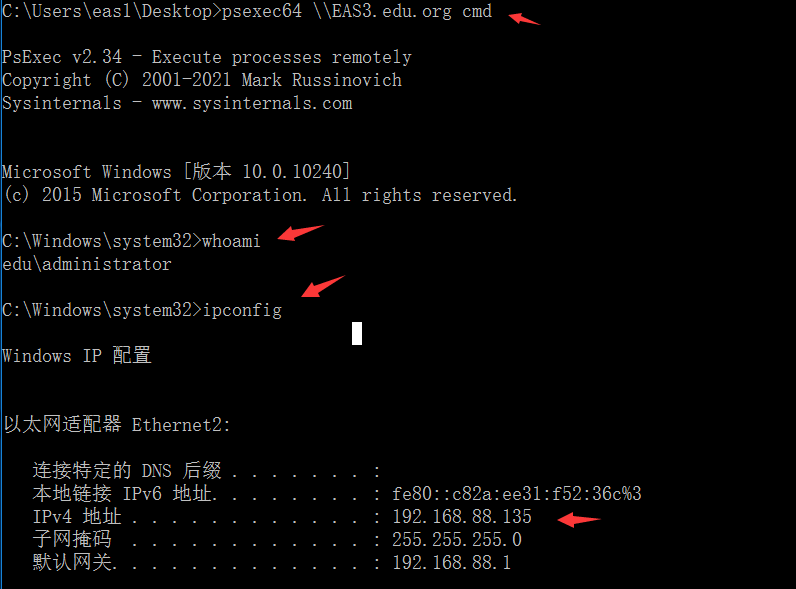 C:\Users\eas1\Desktop>psexec64 \\EAS3.edu.org cmd
PsExec v2.34 - Execute processes remotely
Copyright (C) 2001-2021 Mark Russinovich
Sysinternals - www.sysinternals.com
Microsoft Windows [版本 10.0.10240]
(c) 2015 Microsoft Corporation. All rights reserved.
C:\Windows\system32>whoami
edu\administrator
C:\Windows\system32>ipconfig
Windows IP 配置
以太网适配器 Ethernet2:
连接特定的 DNS 后缀 . . . . . . . :
本地链接 IPv6 地址. . . . . . . . : fe80::c82a:ee31:f52:36c%3
IPv4 地址 . . . . . . . . . . . . : 192.168.88.135
子网掩码 . . . . . . . . . . . . : 255.255.255.0
默认网关. . . . . . . . . . . . . : 192.168.88.1